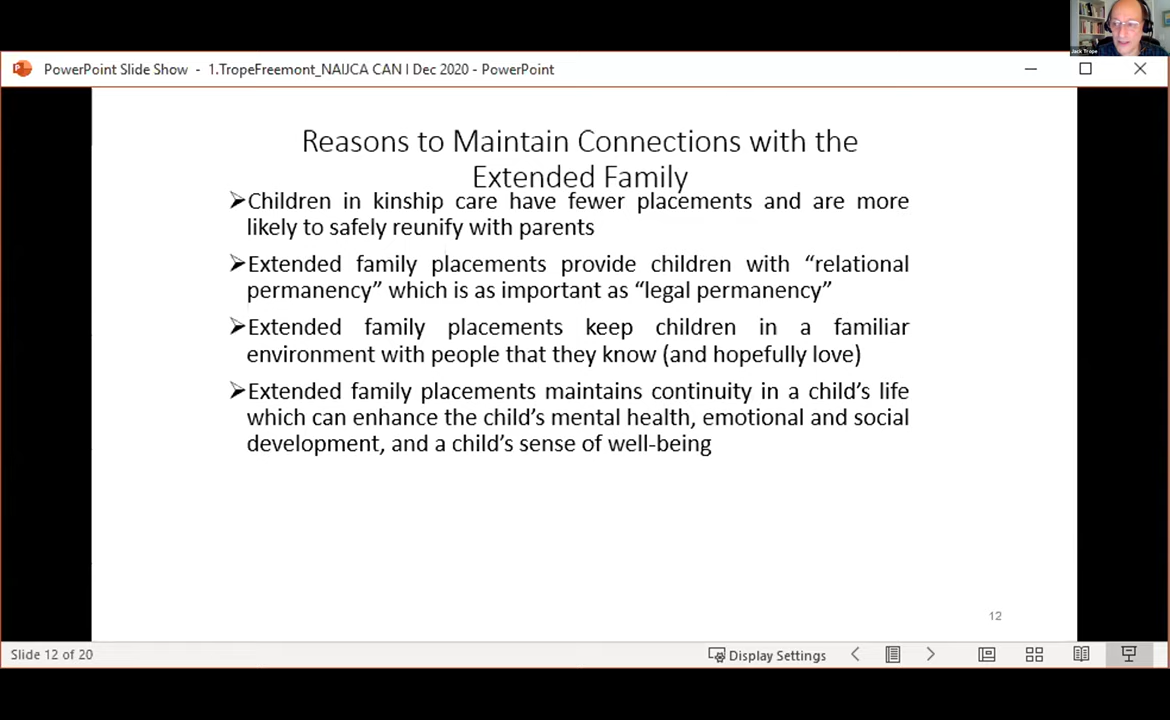 Jack Trope
PowerPoint Slide Show - 1.TropeFreemont_NAIJCA CAN I Dec 2020 - PowerPoint
Reasons to Maintain Connections with the
Extended Family
Children in kinship care have fewer placements and are more
likely to safely reunify with parents
Extended family placements provide children with “relational
permanency” which is as important as “legal permanency”
Extended family placements keep children in a familiar
environment with people that they know (and hopefully love)
Extended family placements maintains continuity in a child’s life
which can enhance the child’s mental health, emotional and social
development, and a child’s sense of well-being
12
Slide 12 of 20
Display Settings